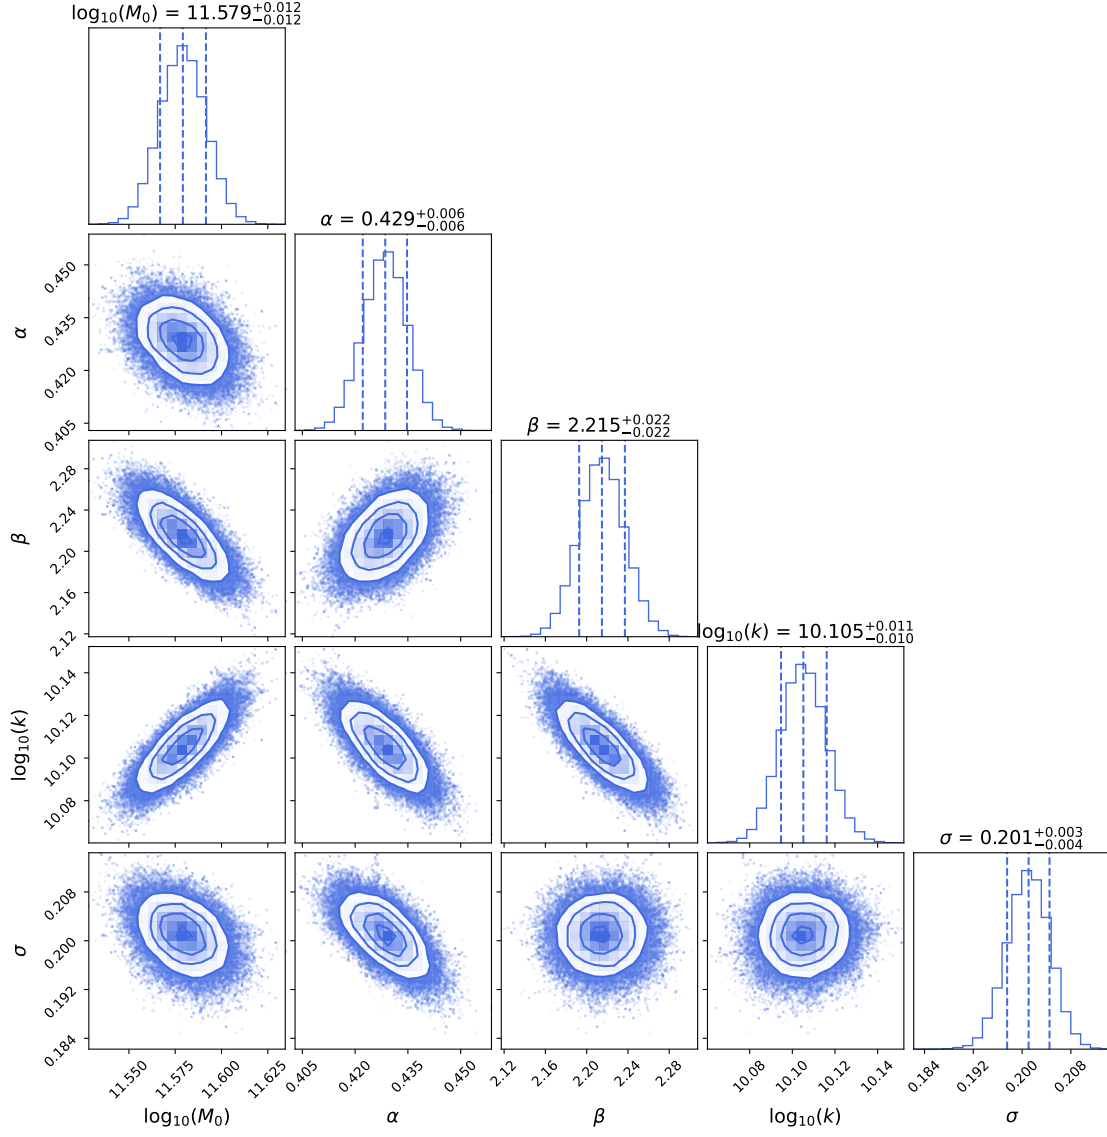 log₁₀(M₀) = 11.579⁺⁰·⁰¹²₋₀.₀₁₂
α = 0.429⁺⁰·⁰⁰⁶₋₀.₀₀₆
0.450
0.435
0.420
0.405
α
β = 2.215⁺⁰·⁰²²₋₀.₀₂₂
2.28
2.24
2.20
2.16
2.12
β
log₁₀(k) = 10.105⁺⁰·⁰¹¹₋₀.₀₁₀
10.14
10.12
10.10
10.08
log₁₀(k)
σ = 0.201⁺⁰·⁰⁰³₋₀.₀₀₄
0.208
0.200
0.192
0.184
σ
11.550 11.575 11.600 11.625 0.405 0.420 0.435 0.450 2.12 2.16 2.20 2.24 2.28 10.08 10.10 10.12 10.14 0.184 0.192 0.200 0.208
log₁₀(M₀) α β log₁₀(k) σ